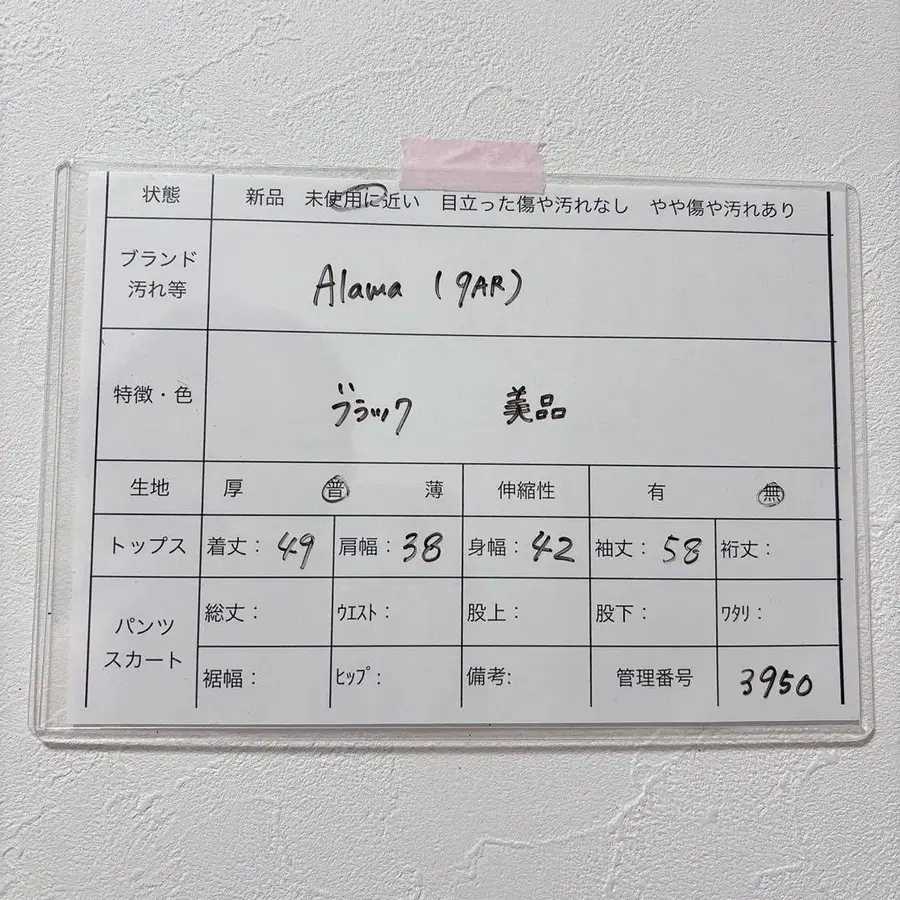 状態 新品 未使用に近い 目立った傷や汚れなし やや傷や汚れあり
ブランド
汚れ等
Alama (9AR)
特徴・色 ブラック 美品
生地 厚 普 薄 伸縮性 有 無
トップス 着丈: 49 肩幅: 38 身幅: 42 袖丈: 58 裄丈:
パンツ
スカート
総丈: ウエスト: 股上: 股下: ワタリ:
裾幅: ヒップ: 備考: 管理番号 3950